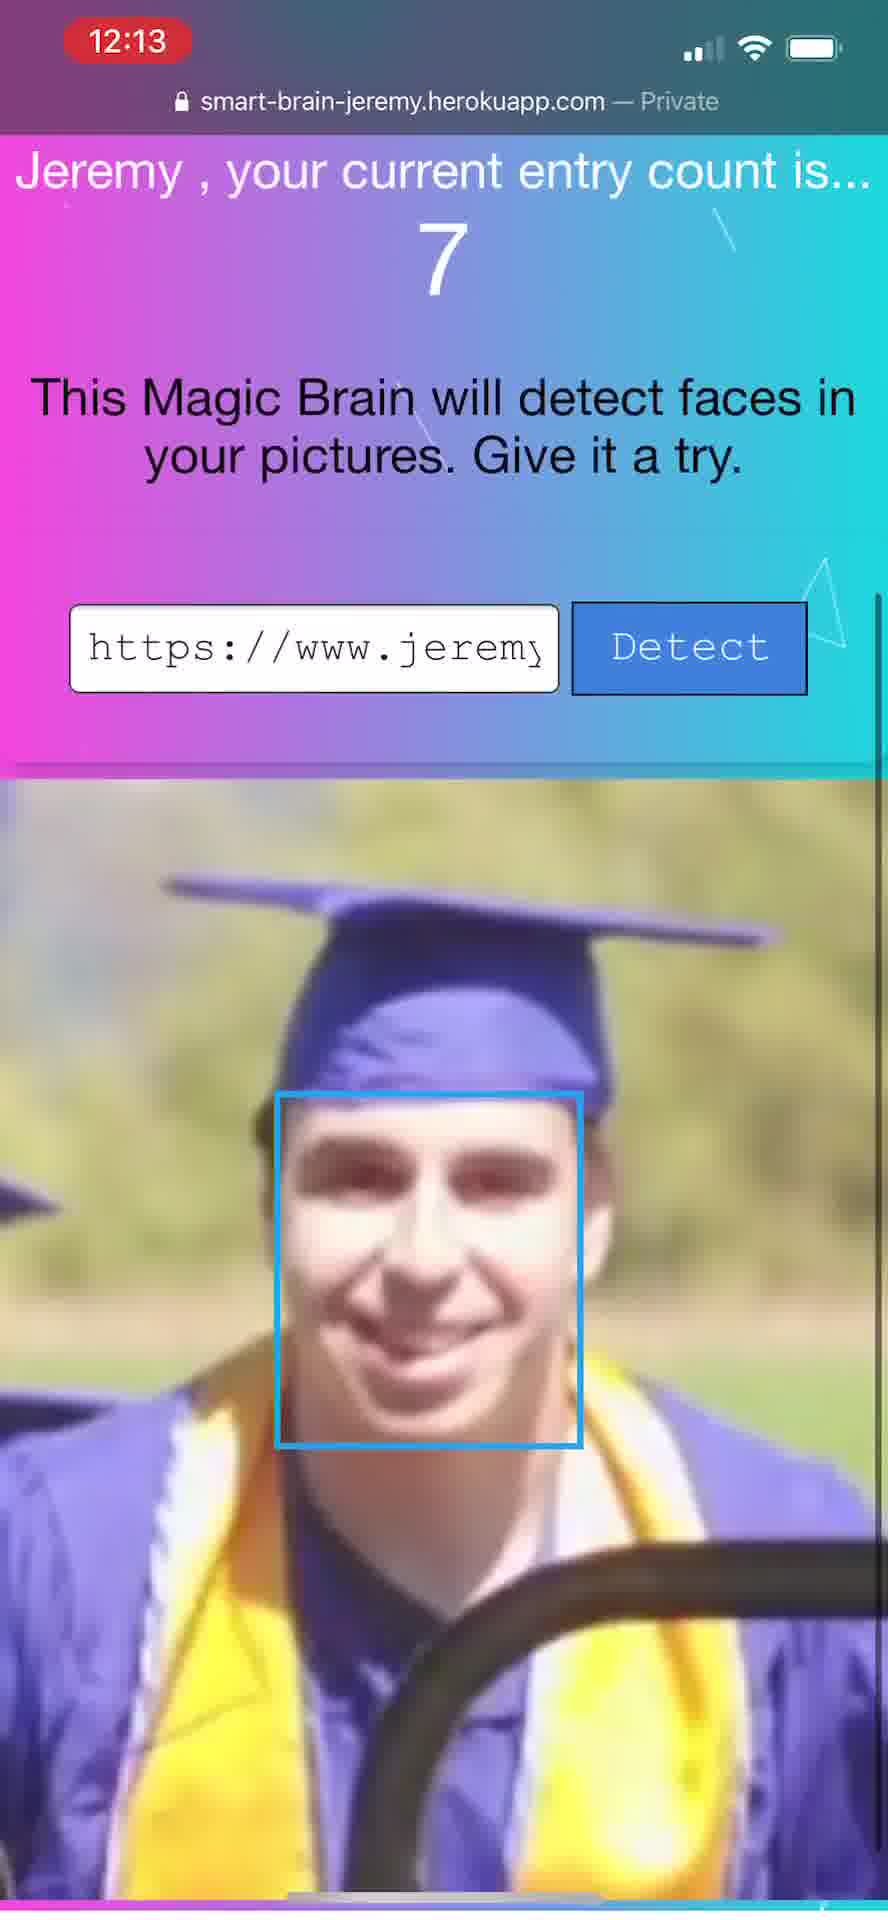 12:13
smart-brain-jeremy.herokuapp.com — Private
Jeremy , your current entry count is...
7
This Magic Brain will detect faces in
your pictures. Give it a try.
https://www.jeremy Detect